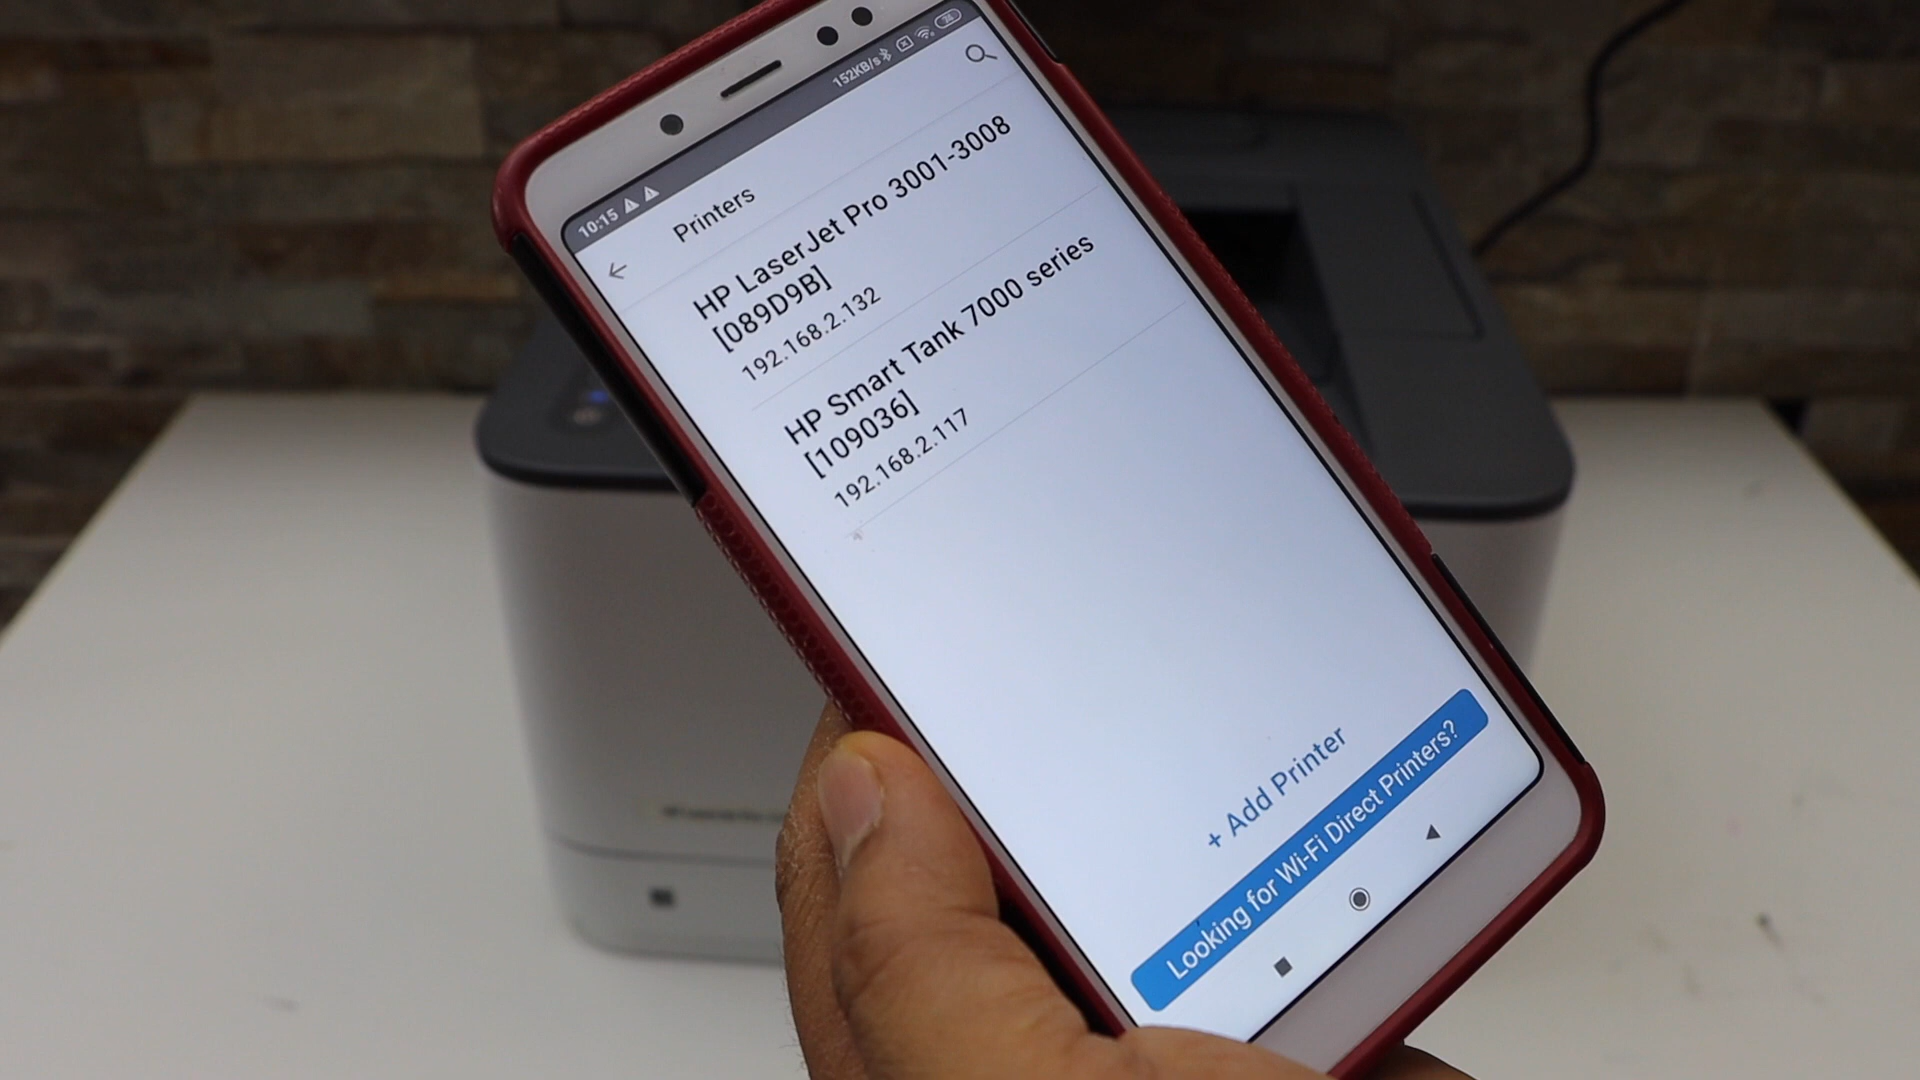 10:15
152KB/s
Printers
HP LaserJet Pro 3001-3008
[089D9B]
192.168.2.132
HP Smart Tank 7000 series
[109036]
192.168.2.117
+ Add Printer
Looking for Wi-Fi Direct Printers?